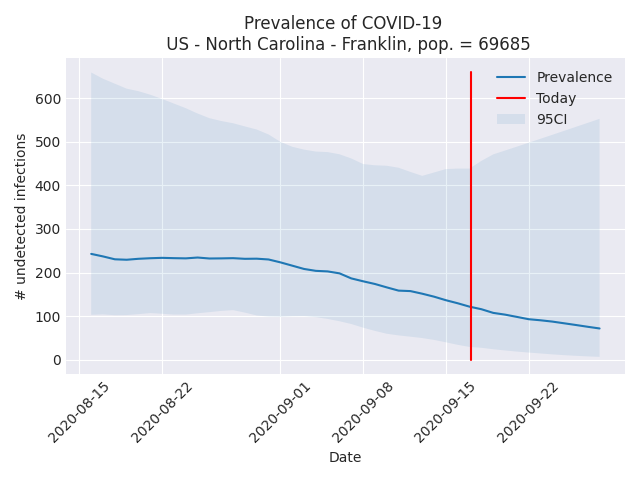 Prevalence of COVID-19
US - North Carolina - Franklin, pop. = 69685
Prevalence
Today
95CI
600
500
400
300
200
100
0
# undetected infections
2020-08-15
2020-08-22
2020-09-01
2020-09-08
2020-09-15
2020-09-22
Date